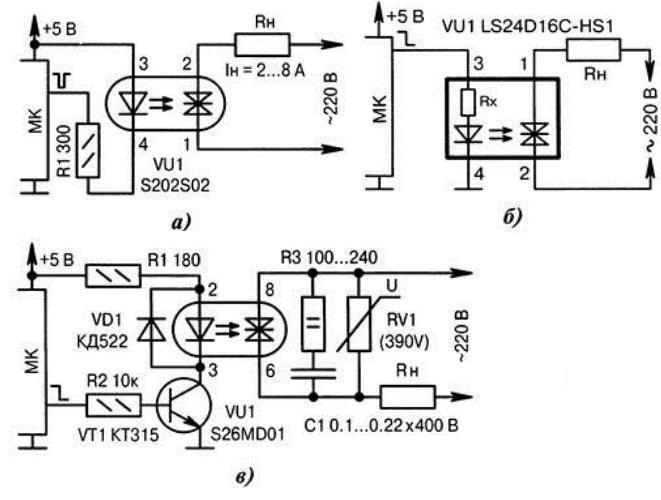 +5 В
МК
R1 300
3
4
2
1
VU1
S202S02
Rн
Iн = 2...8 А
~220 В
а)
+5 В
МК
VU1 LS24D16C-HS1
3
4
1
2
Rx
Rн
~ 220 В
б)
+5 В
МК
R1 180
VD1
КД522
R2 10к
VT1 КТ315
2
3
8
6
VU1
S26MD01
R3 100...240
U
RV1
(390V)
Rн
C1 0.1...0.22 x 400 В
~220 В
в)